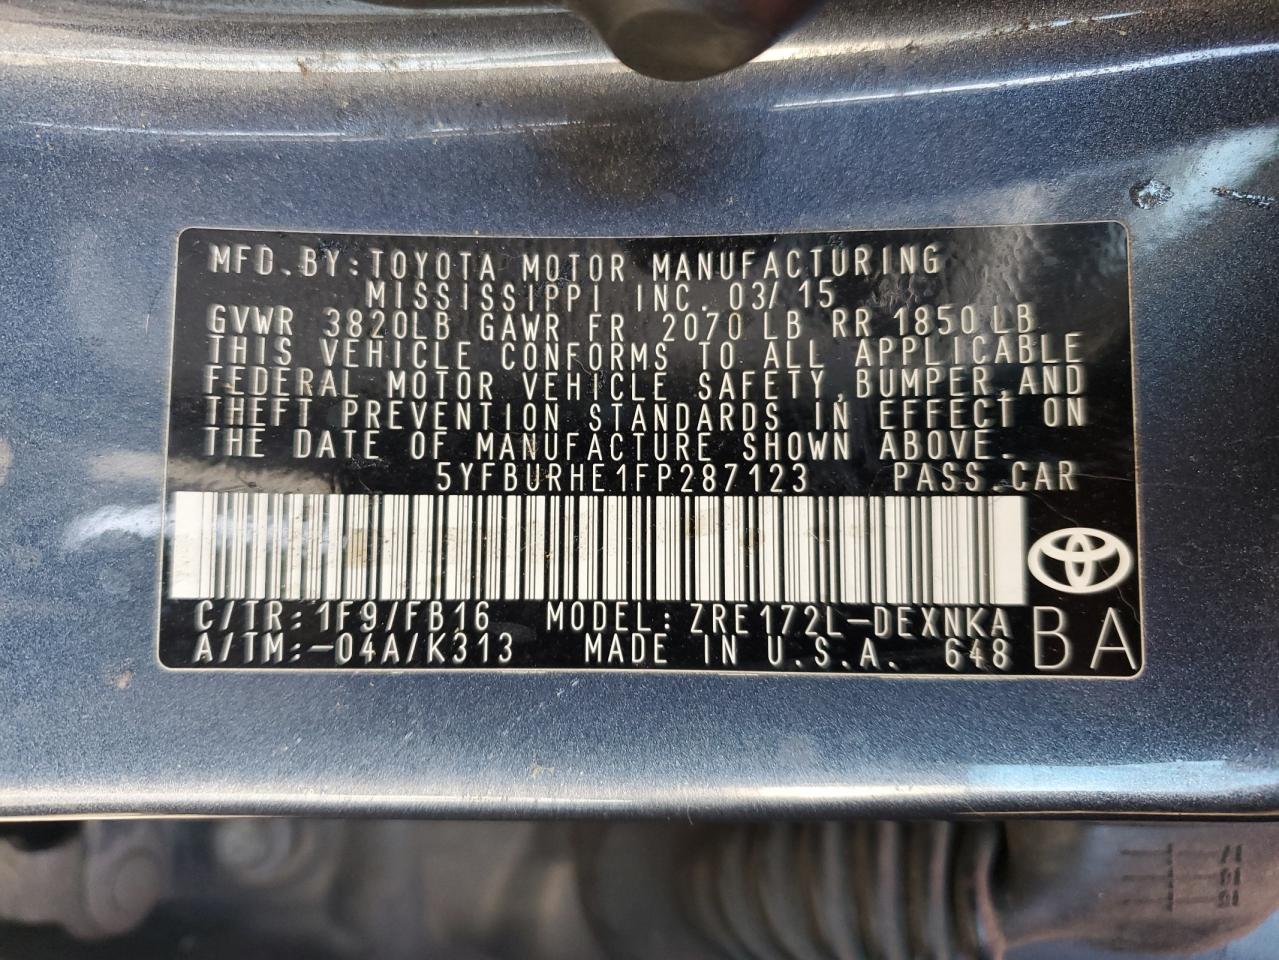 MFD.BY:TOYOTA MOTOR MANUFACTURING
MISSISSIPPI INC. 03/15
GVWR 3820LB GAWR FR 2070LB RR 1850LB
THIS VEHICLE CONFORMS TO ALL APPLICABLE
FEDERAL MOTOR VEHICLE SAFETY,BUMPER,AND
THEFT PREVENTION STANDARDS IN EFFECT ON
THE DATE OF MANUFACTURE SHOWN ABOVE.
5YFBURHE1FP287123 PASS.CAR
C/TR:1F9/FB16 MODEL:ZRE172L-DEXNKA
A/TM:-04A/K313 MADE IN U.S.A. 648
BA